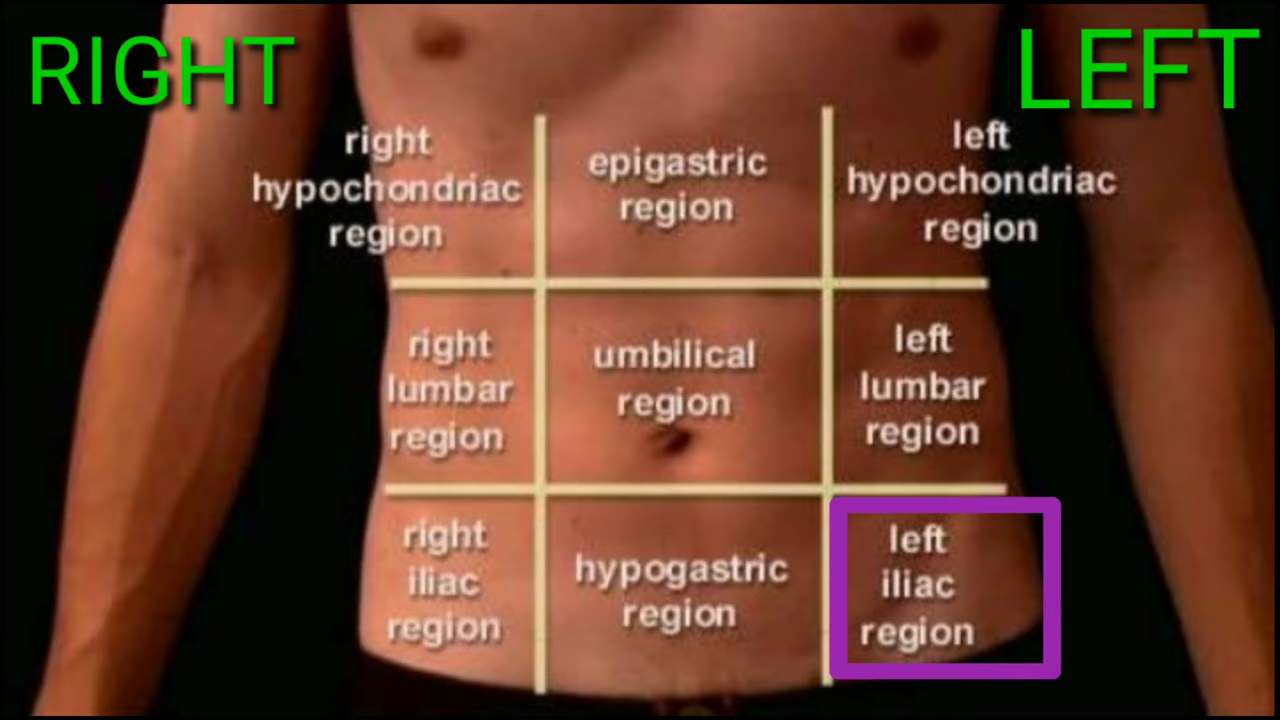 RIGHT
LEFT
right
hypochondriac
region
epigastric
region
left
hypochondriac
region
right
lumbar
region
umbilical
region
left
lumbar
region
right
iliac
region
hypogastric
region
left
iliac
region